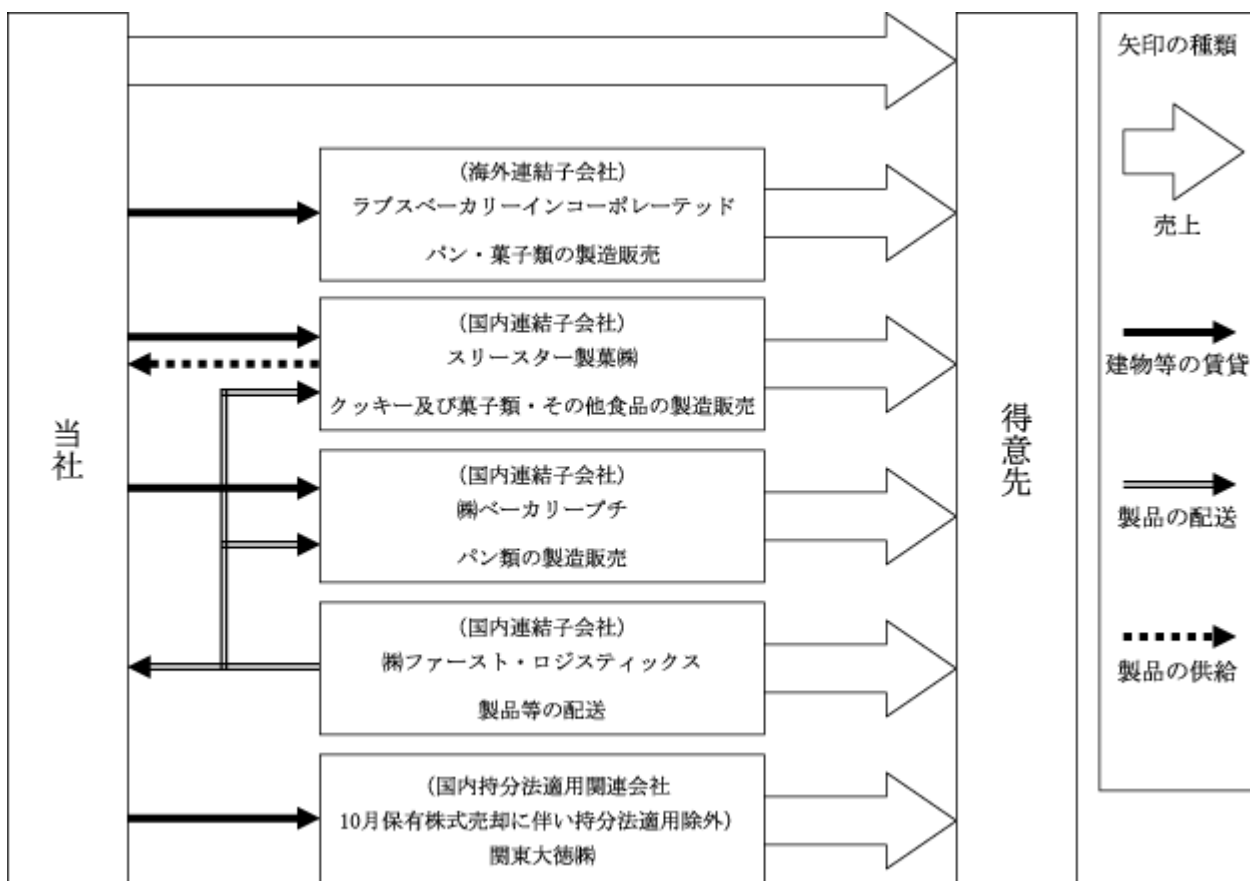 当社
(海外連結子会社)
ラブスベーカリーインコーポレーテッド
パン・菓子類の製造販売
(国内連結子会社)
スリースター製菓㈱
クッキー及び菓子類・その他食品の製造販売
(国内連結子会社)
㈱ベーカリープチ
パン類の製造販売
(国内連結子会社)
㈱ファースト・ロジスティックス
製品等の配送
(国内持分法適用関連会社
10月保有株式売却に伴い持分法適用除外)
関東大徳㈱
得意先
矢印の種類
売上
建物等の賃貸
製品の配送
製品の供給